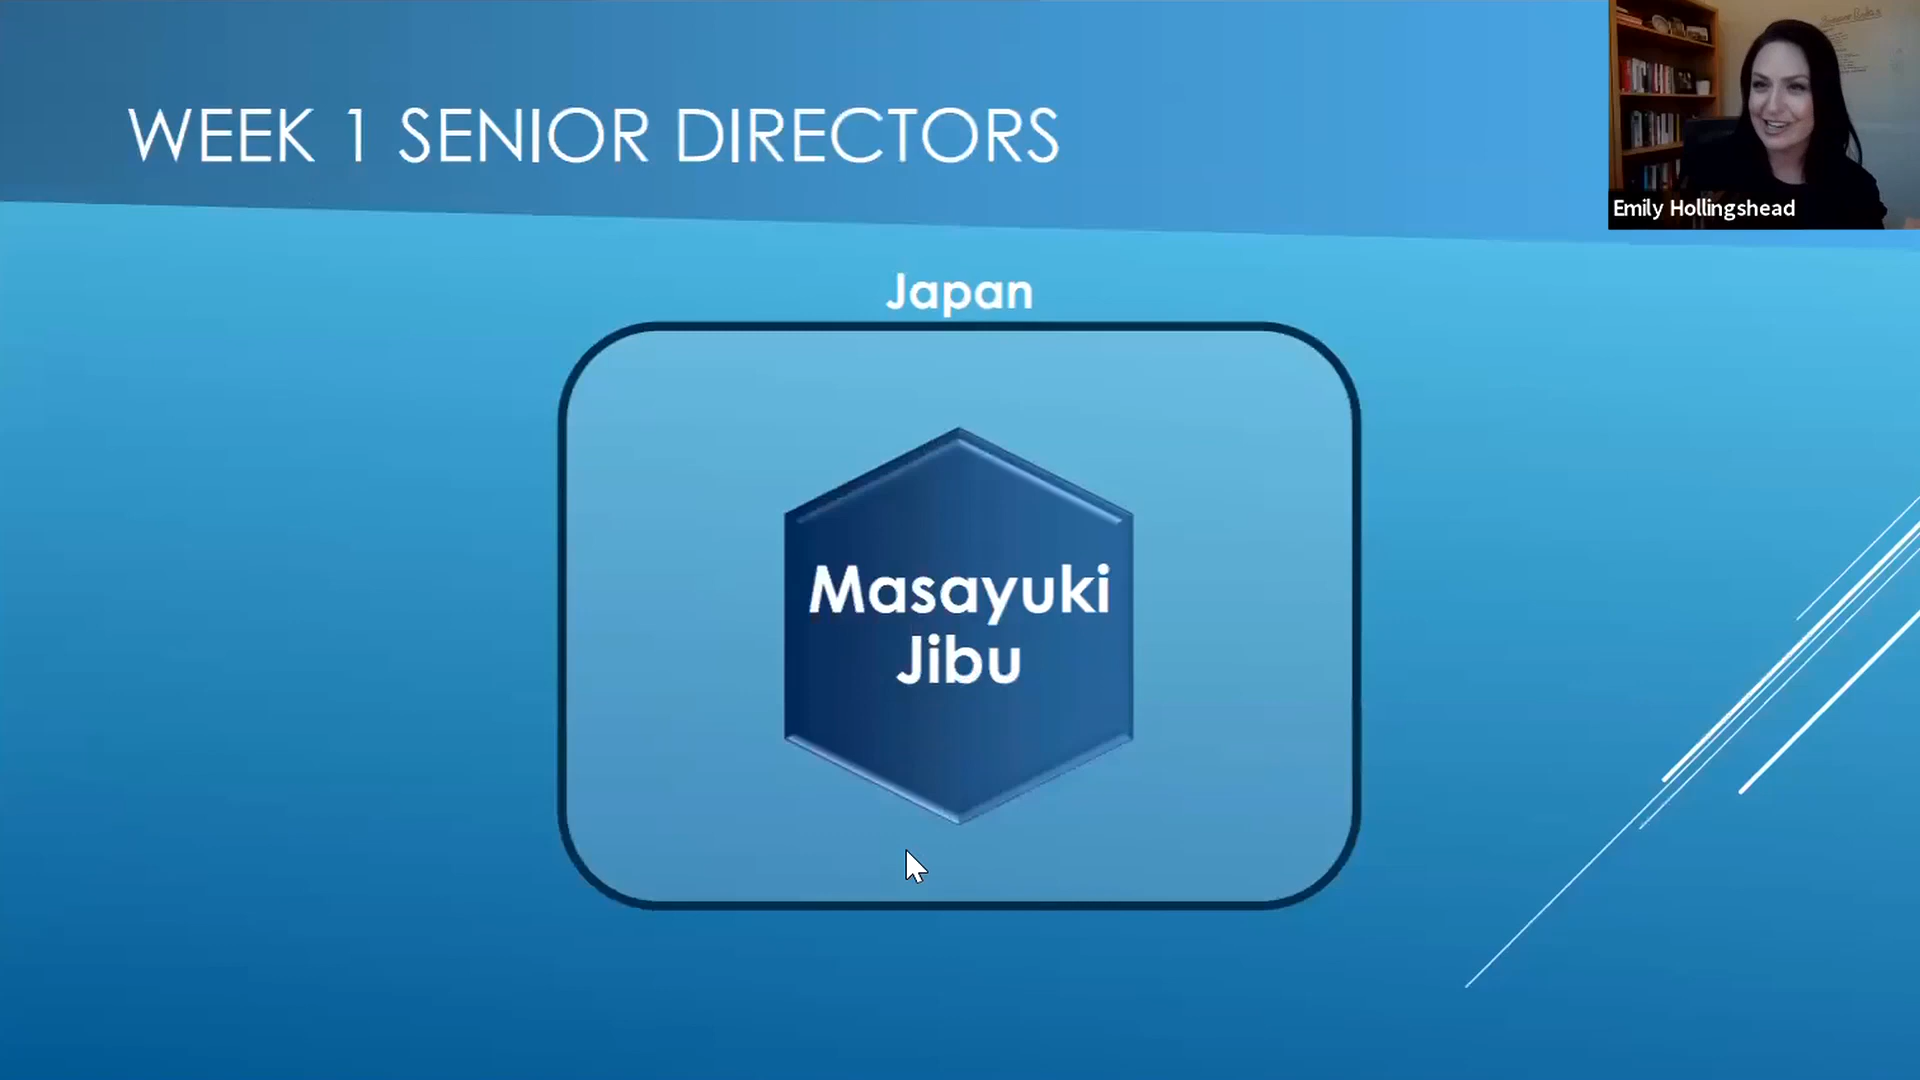 WEEK 1 SENIOR DIRECTORS
Emily Hollingshead
Japan
Masayuki
Jibu